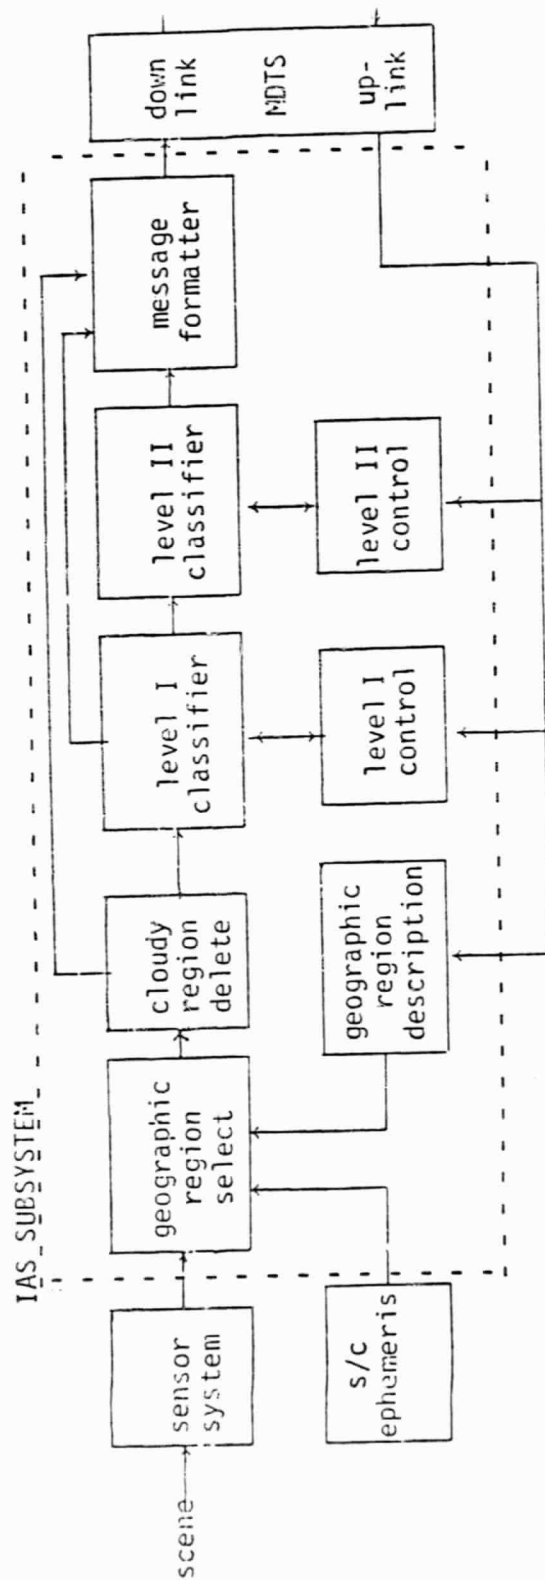 IAS SUBSYSTEM
scene
sensor
system
geographic
region
select
cloudy
region
delete
level I
classifier
level II
classifier
message
formatter
down
link
MDTS
up-
link
s/c
ephemeris
geographic
region
description
level I
control
level II
control